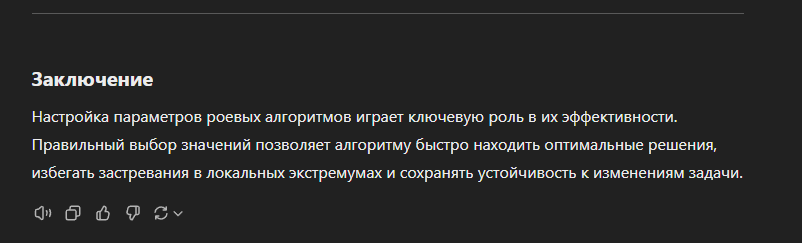 Заключение
Настройка параметров роевых алгоритмов играет ключевую роль в их эффективности.
Правильный выбор значений позволяет алгоритму быстро находить оптимальные решения,
избегать застревания в локальных экстремумах и сохранять устойчивость к изменениям задачи.